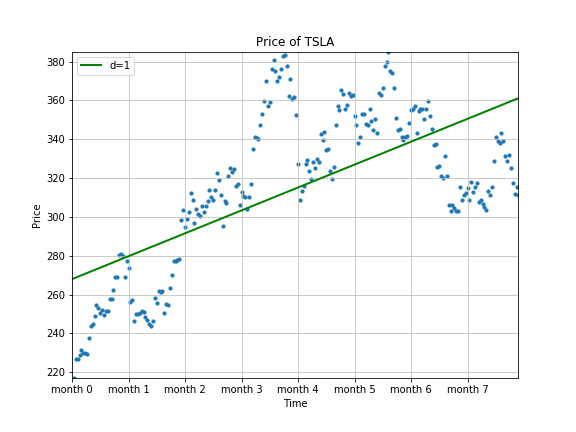 Price of TSLA
d=1
Price
380
360
340
320
300
280
260
240
220
month 0 month 1 month 2 month 3 month 4 month 5 month 6 month 7
Time